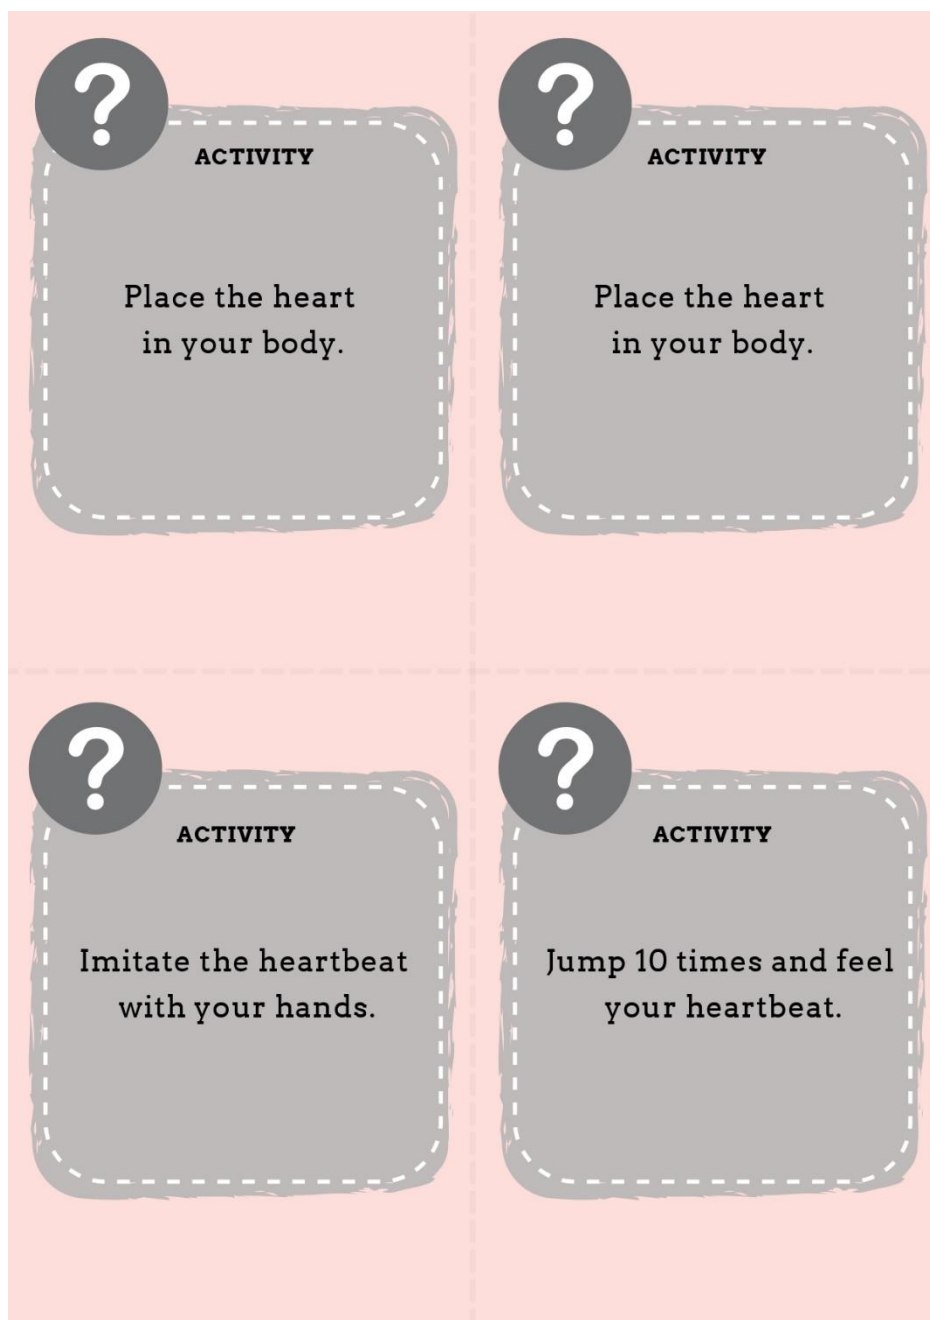 ?
ACTIVITY
Place the heart
in your body.
?
ACTIVITY
Place the heart
in your body.
?
ACTIVITY
Imitate the heartbeat
with your hands.
?
ACTIVITY
Jump 10 times and feel
your heartbeat.